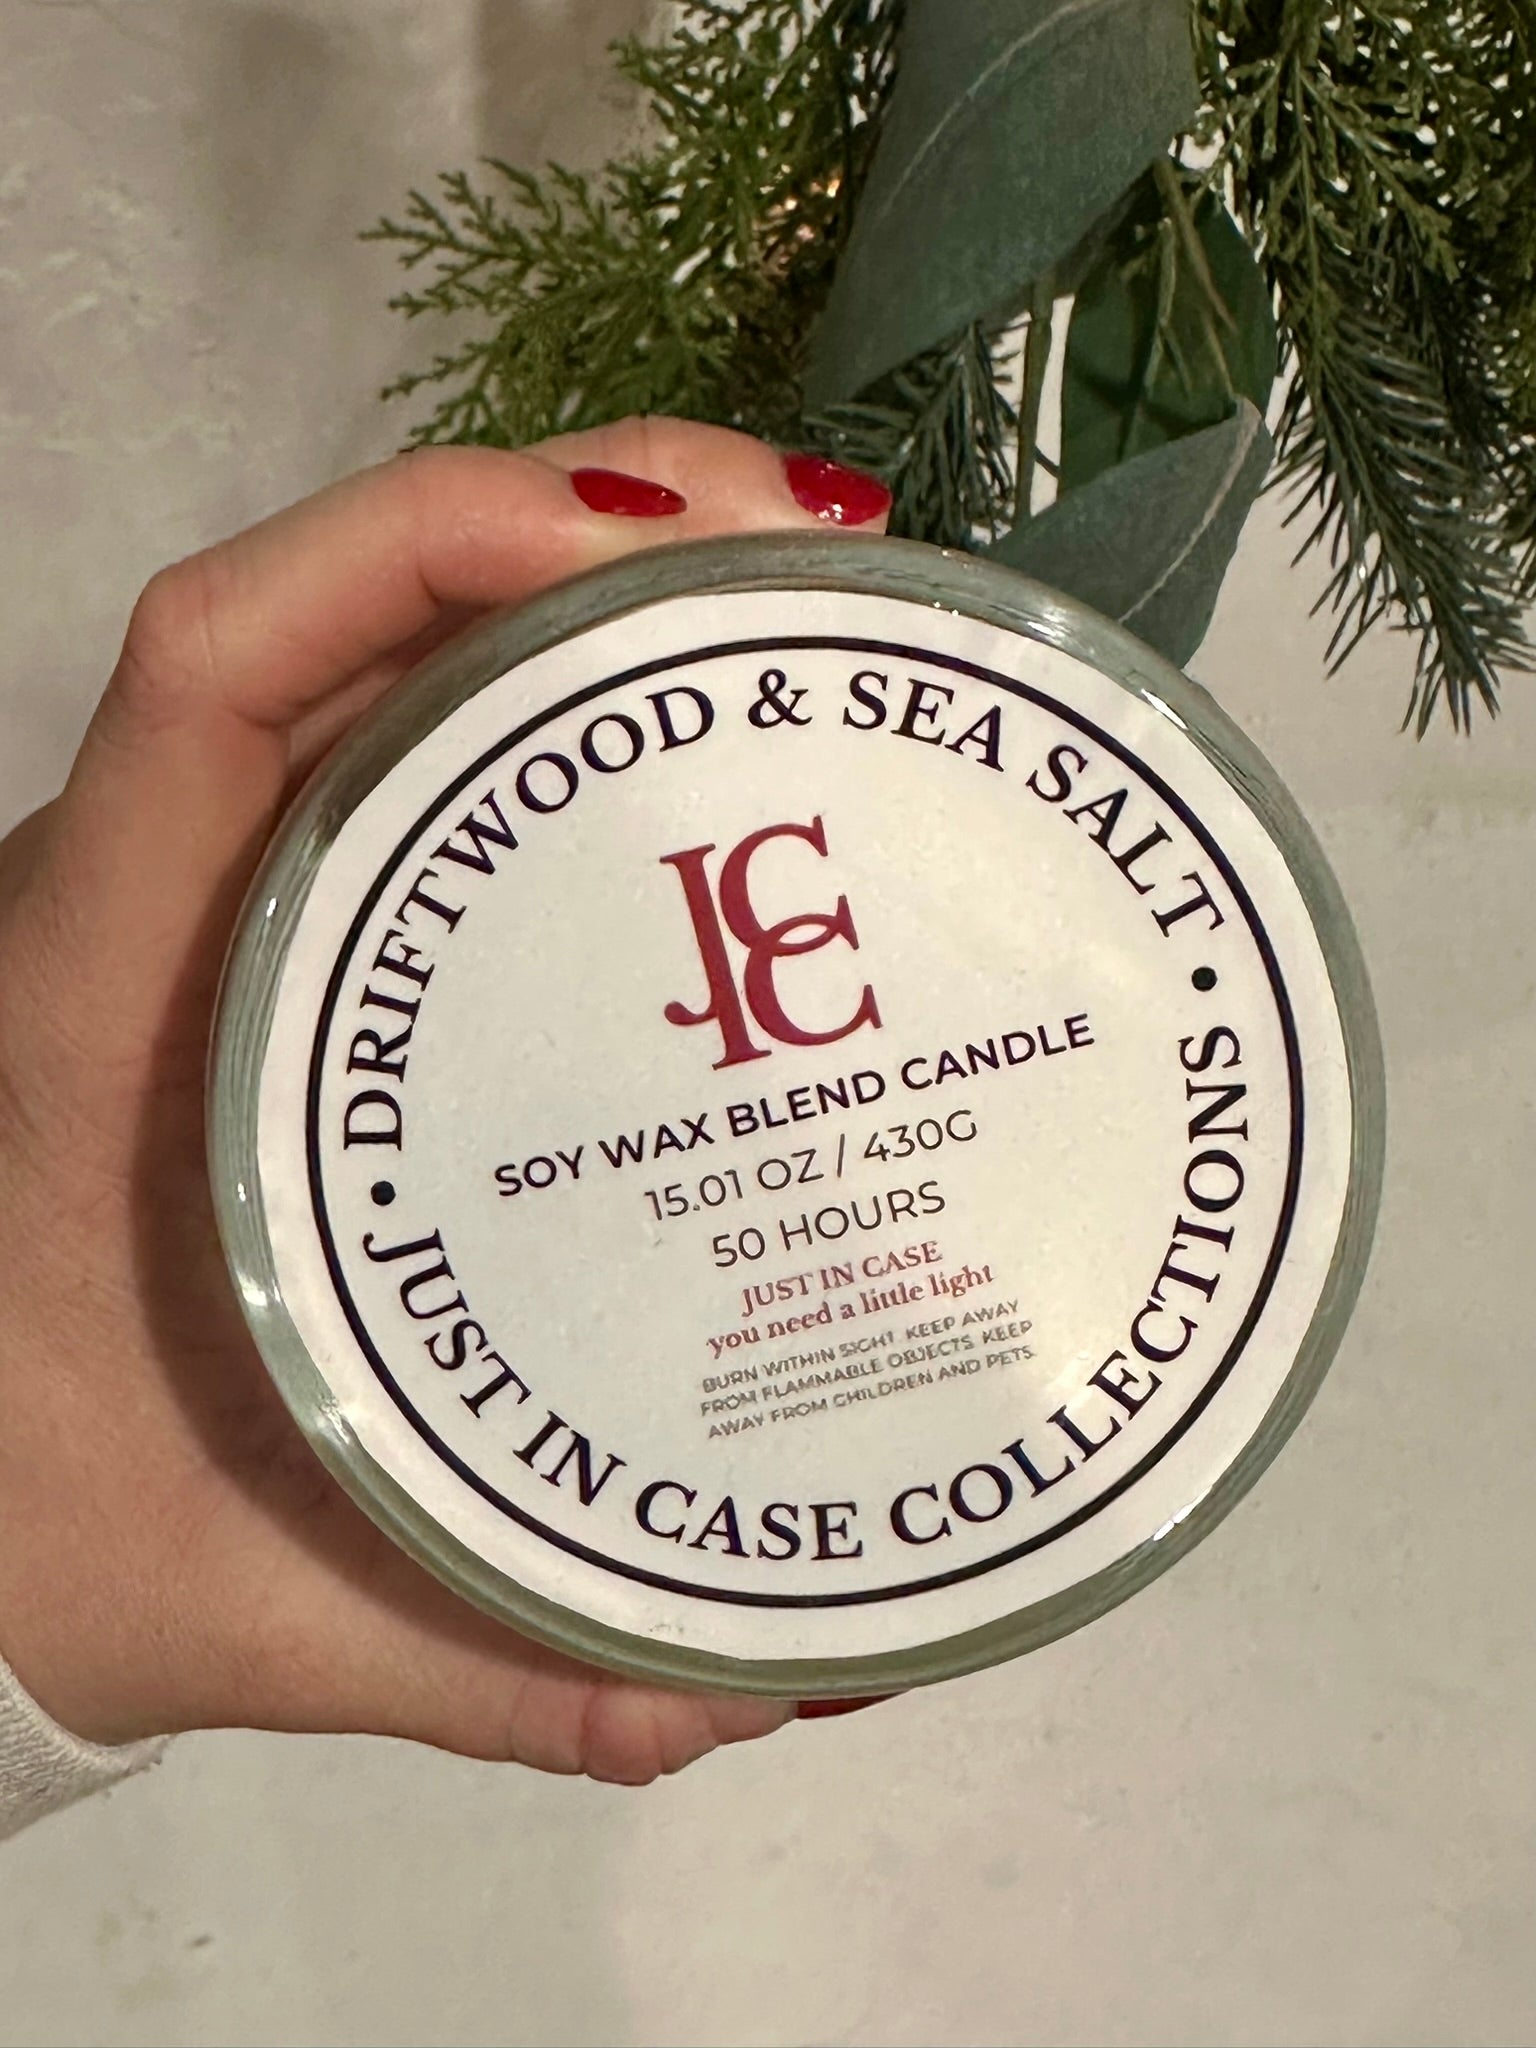 DRIFTWOOD & SEA SALT •
JICC
SOY WAX BLEND CANDLE
15.01 OZ / 430G
50 HOURS
JUST IN CASE
you need a little light
BURN WITHIN SIGHT. KEEP AWAY
FROM FLAMMABLE OBJECTS. KEEP
AWAY FROM CHILDREN AND PETS.
• JUST IN CASE COLLECTIONS